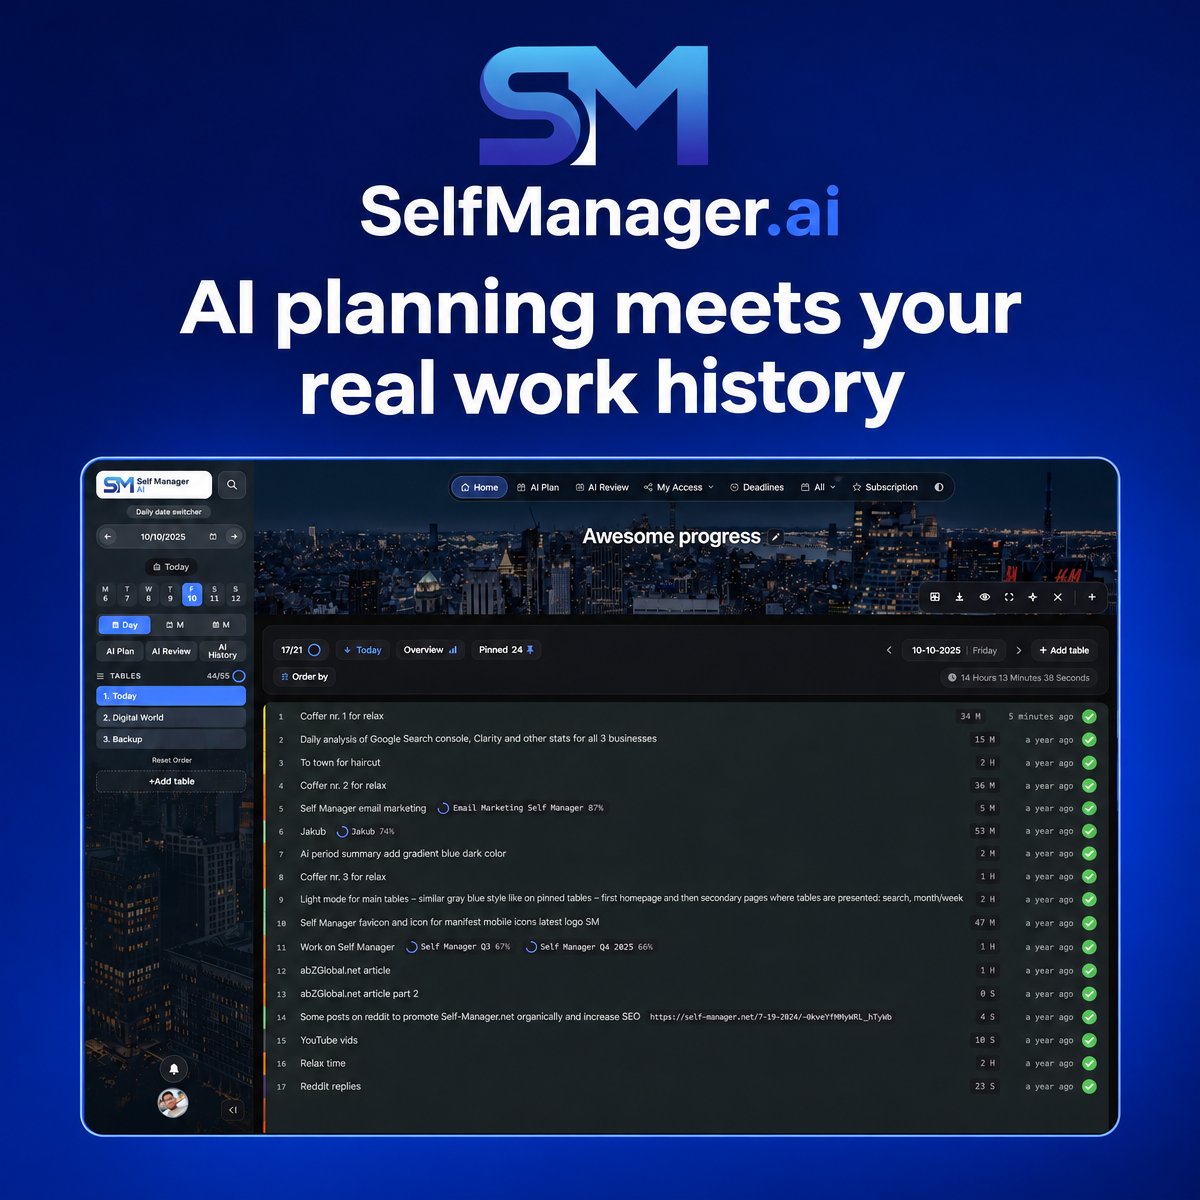 SM
SelfManager.ai
AI planning meets your
real work history
SM Self Manager
AI
Daily date switcher
10/10/2025
Today
M T W T F S S
6 7 8 9 10 11 12
Day M M
AI Plan AI Review AI History
TABLES 44/55
1. Today
2. Digital World
3. Backup
Reset Order
+Add table
Home AI Plan AI Review My Access Deadlines All Subscription
Awesome progress
H&M
17/21 Today Overview Pinned 24 10-10-2025 | Friday + Add table
Order by 14 Hours 13 Minutes 38 Seconds
1 Coffer nr. 1 for relax 34 M 5 minutes ago
2 Daily analysis of Google Search console, Clarity and other stats for all 3 businesses 15 M a year ago
3 To town for haircut 2 H a year ago
4 Coffer nr. 2 for relax 36 M a year ago
5 Self Manager email marketing Email Marketing Self Manager 87% 5 M a year ago
6 Jakub Jakub 74% 53 M a year ago
7 Ai period summary add gradient blue dark color 2 M a year ago
8 Coffer nr. 3 for relax 1 H a year ago
9 Light mode for main tables – similar gray blue style like on pinned tables – first homepage and then secondary pages where tables are presented: search, month/week 2 H a year ago
10 Self Manager favicon and icon for manifest mobile icons latest logo SM 47 M a year ago
11 Work on Self Manager Self Manager Q3 67% Self Manager Q4 2025 66% 1 H a year ago
12 abZGlobal.net article 1 H a year ago
13 abZGlobal.net article part 2 0 S a year ago
14 Some posts on reddit to promote Self-Manager.net organically and increase SEO https://self-manager.net/7-19-2024/-0kveYfMMyWRL_hTyWb 4 S a year ago
15 YouTube vids 10 S a year ago
16 Relax time 2 H a year ago
17 Reddit replies 23 S a year ago